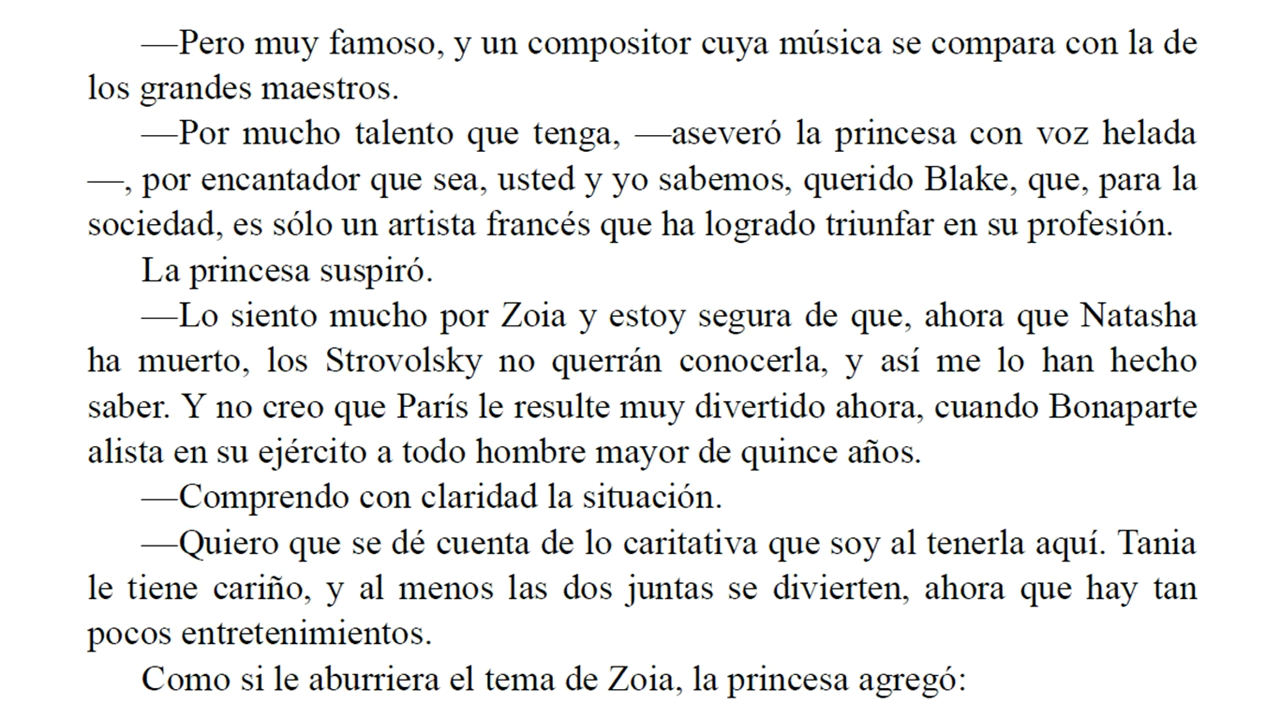 —Pero muy famoso, y un compositor cuya música se compara con la de
los grandes maestros.
—Por mucho talento que tenga, —aseveró la princesa con voz helada
—, por encantador que sea, usted y yo sabemos, querido Blake, que, para la
sociedad, es sólo un artista francés que ha logrado triunfar en su profesión.
La princesa suspiró.
—Lo siento mucho por Zoia y estoy segura de que, ahora que Natasha
ha muerto, los Strovolsky no querrán conocerla, y así me lo han hecho
saber. Y no creo que París le resulte muy divertido ahora, cuando Bonaparte
alista en su ejército a todo hombre mayor de quince años.
—Comprendo con claridad la situación.
—Quiero que se dé cuenta de lo caritativa que soy al tenerla aquí. Tania
le tiene cariño, y al menos las dos juntas se divierten, ahora que hay tan
pocos entretenimientos.
Como si le aburriera el tema de Zoia, la princesa agregó: